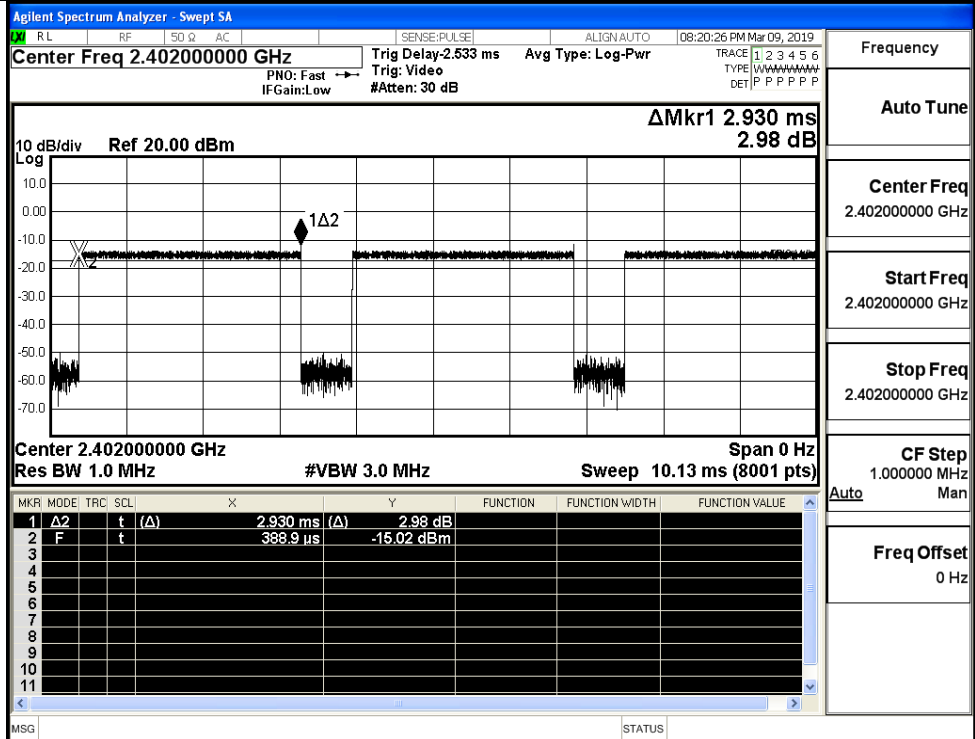 Agilent Spectrum Analyzer - Swept SA
LXI RL RF 50 Ω AC SENSE:PULSE ALIGN AUTO 08:20:26 PM Mar 09, 2019
Center Freq 2.402000000 GHz
Trig Delay-2.533 ms Avg Type: Log-Pwr TRACE 1 2 3 4 5 6
PNO: Fast Trig: Video TYPE WWWWWW
IFGain:Low #Atten: 30 dB DET P P P P P P
ΔMkr1 2.930 ms
2.98 dB
10 dB/div Ref 20.00 dBm
Log
10.0
0.00
-10.0
-20.0
-30.0
-40.0
-50.0
-60.0
-70.0
1Δ2
2
Center 2.402000000 GHz Span 0 Hz
Res BW 1.0 MHz #VBW 3.0 MHz Sweep 10.13 ms (8001 pts)
MKR MODE TRC SCL X Y FUNCTION FUNCTION WIDTH FUNCTION VALUE
1 Δ2 t (Δ) 2.930 ms (Δ) 2.98 dB
2 F t 388.9 µs -15.02 dBm
3
4
5
6
7
8
9
10
11
MSG STATUS
Frequency
Auto Tune
Center Freq
2.402000000 GHz
Start Freq
2.402000000 GHz
Stop Freq
2.402000000 GHz
CF Step
1.000000 MHz
Auto Man
Freq Offset
0 Hz